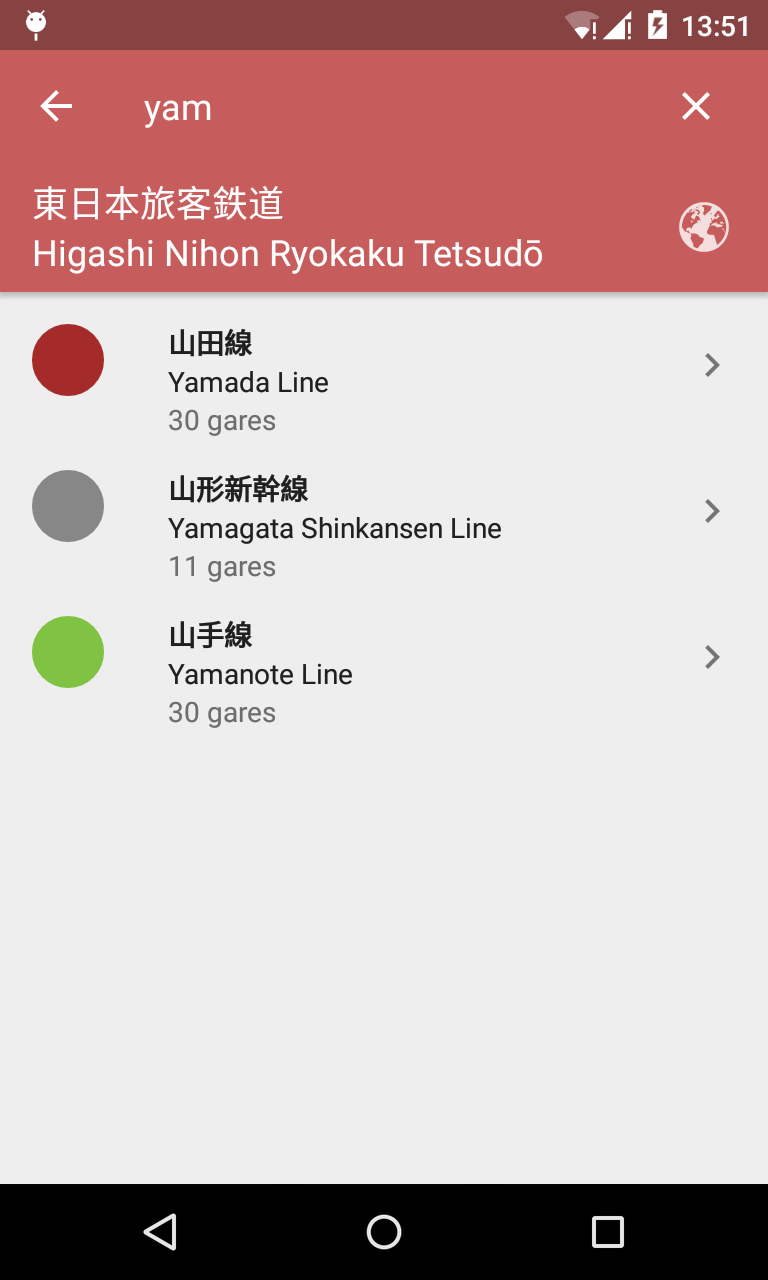 13:51
yam
東日本旅客鉄道
Higashi Nihon Ryokaku Tetsudō
山田線
Yamada Line
30 gares
山形新幹線
Yamagata Shinkansen Line
11 gares
山手線
Yamanote Line
30 gares